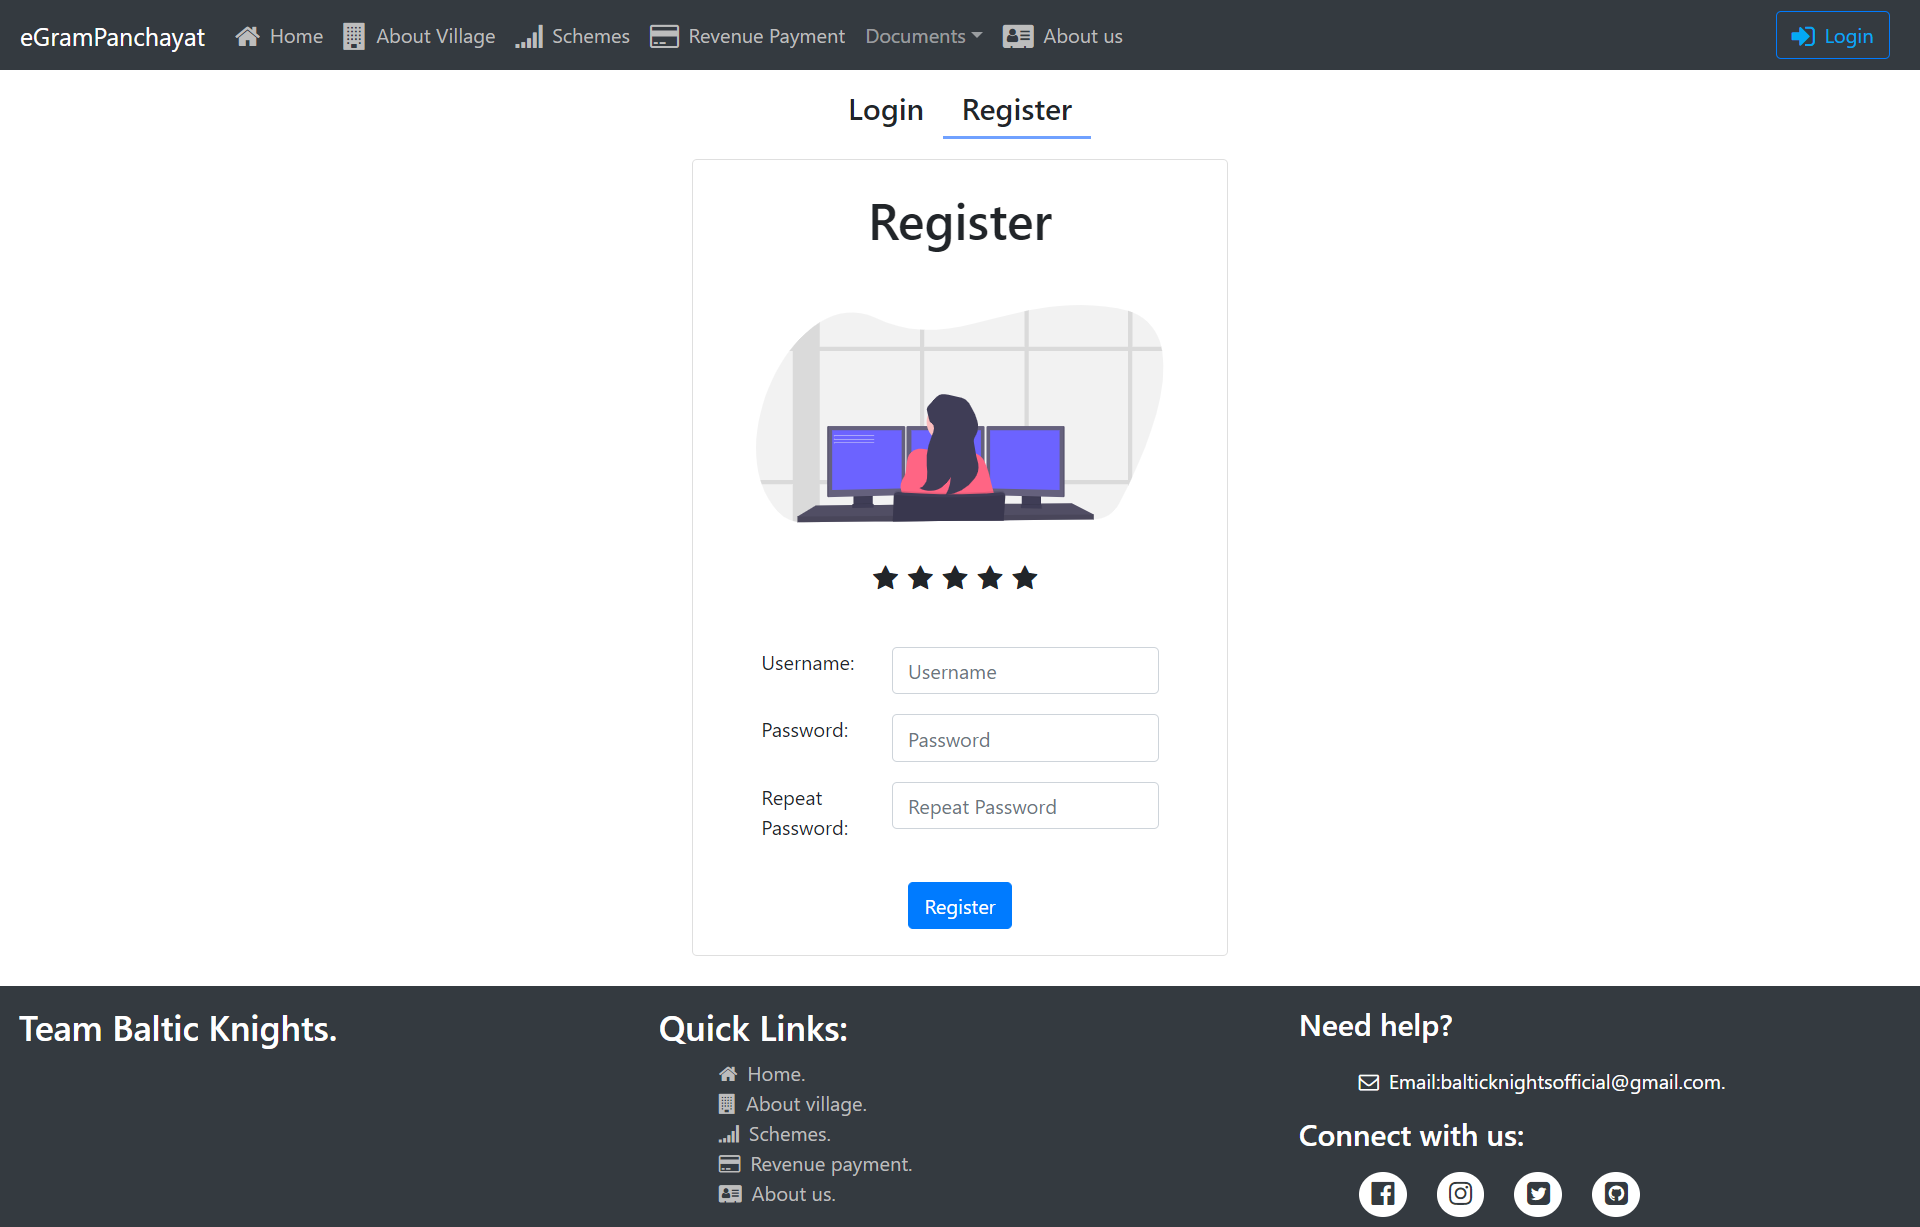 eGramPanchayat Home About Village Schemes Revenue Payment Documents About us Login
Login Register
Register
Username: Username
Password: Password
Repeat Password: Repeat Password
Register
Team Baltic Knights.
Quick Links:
Home.
About village.
Schemes.
Revenue payment.
About us.
Need help?
Email:balticknightsofficial@gmail.com.
Connect with us: